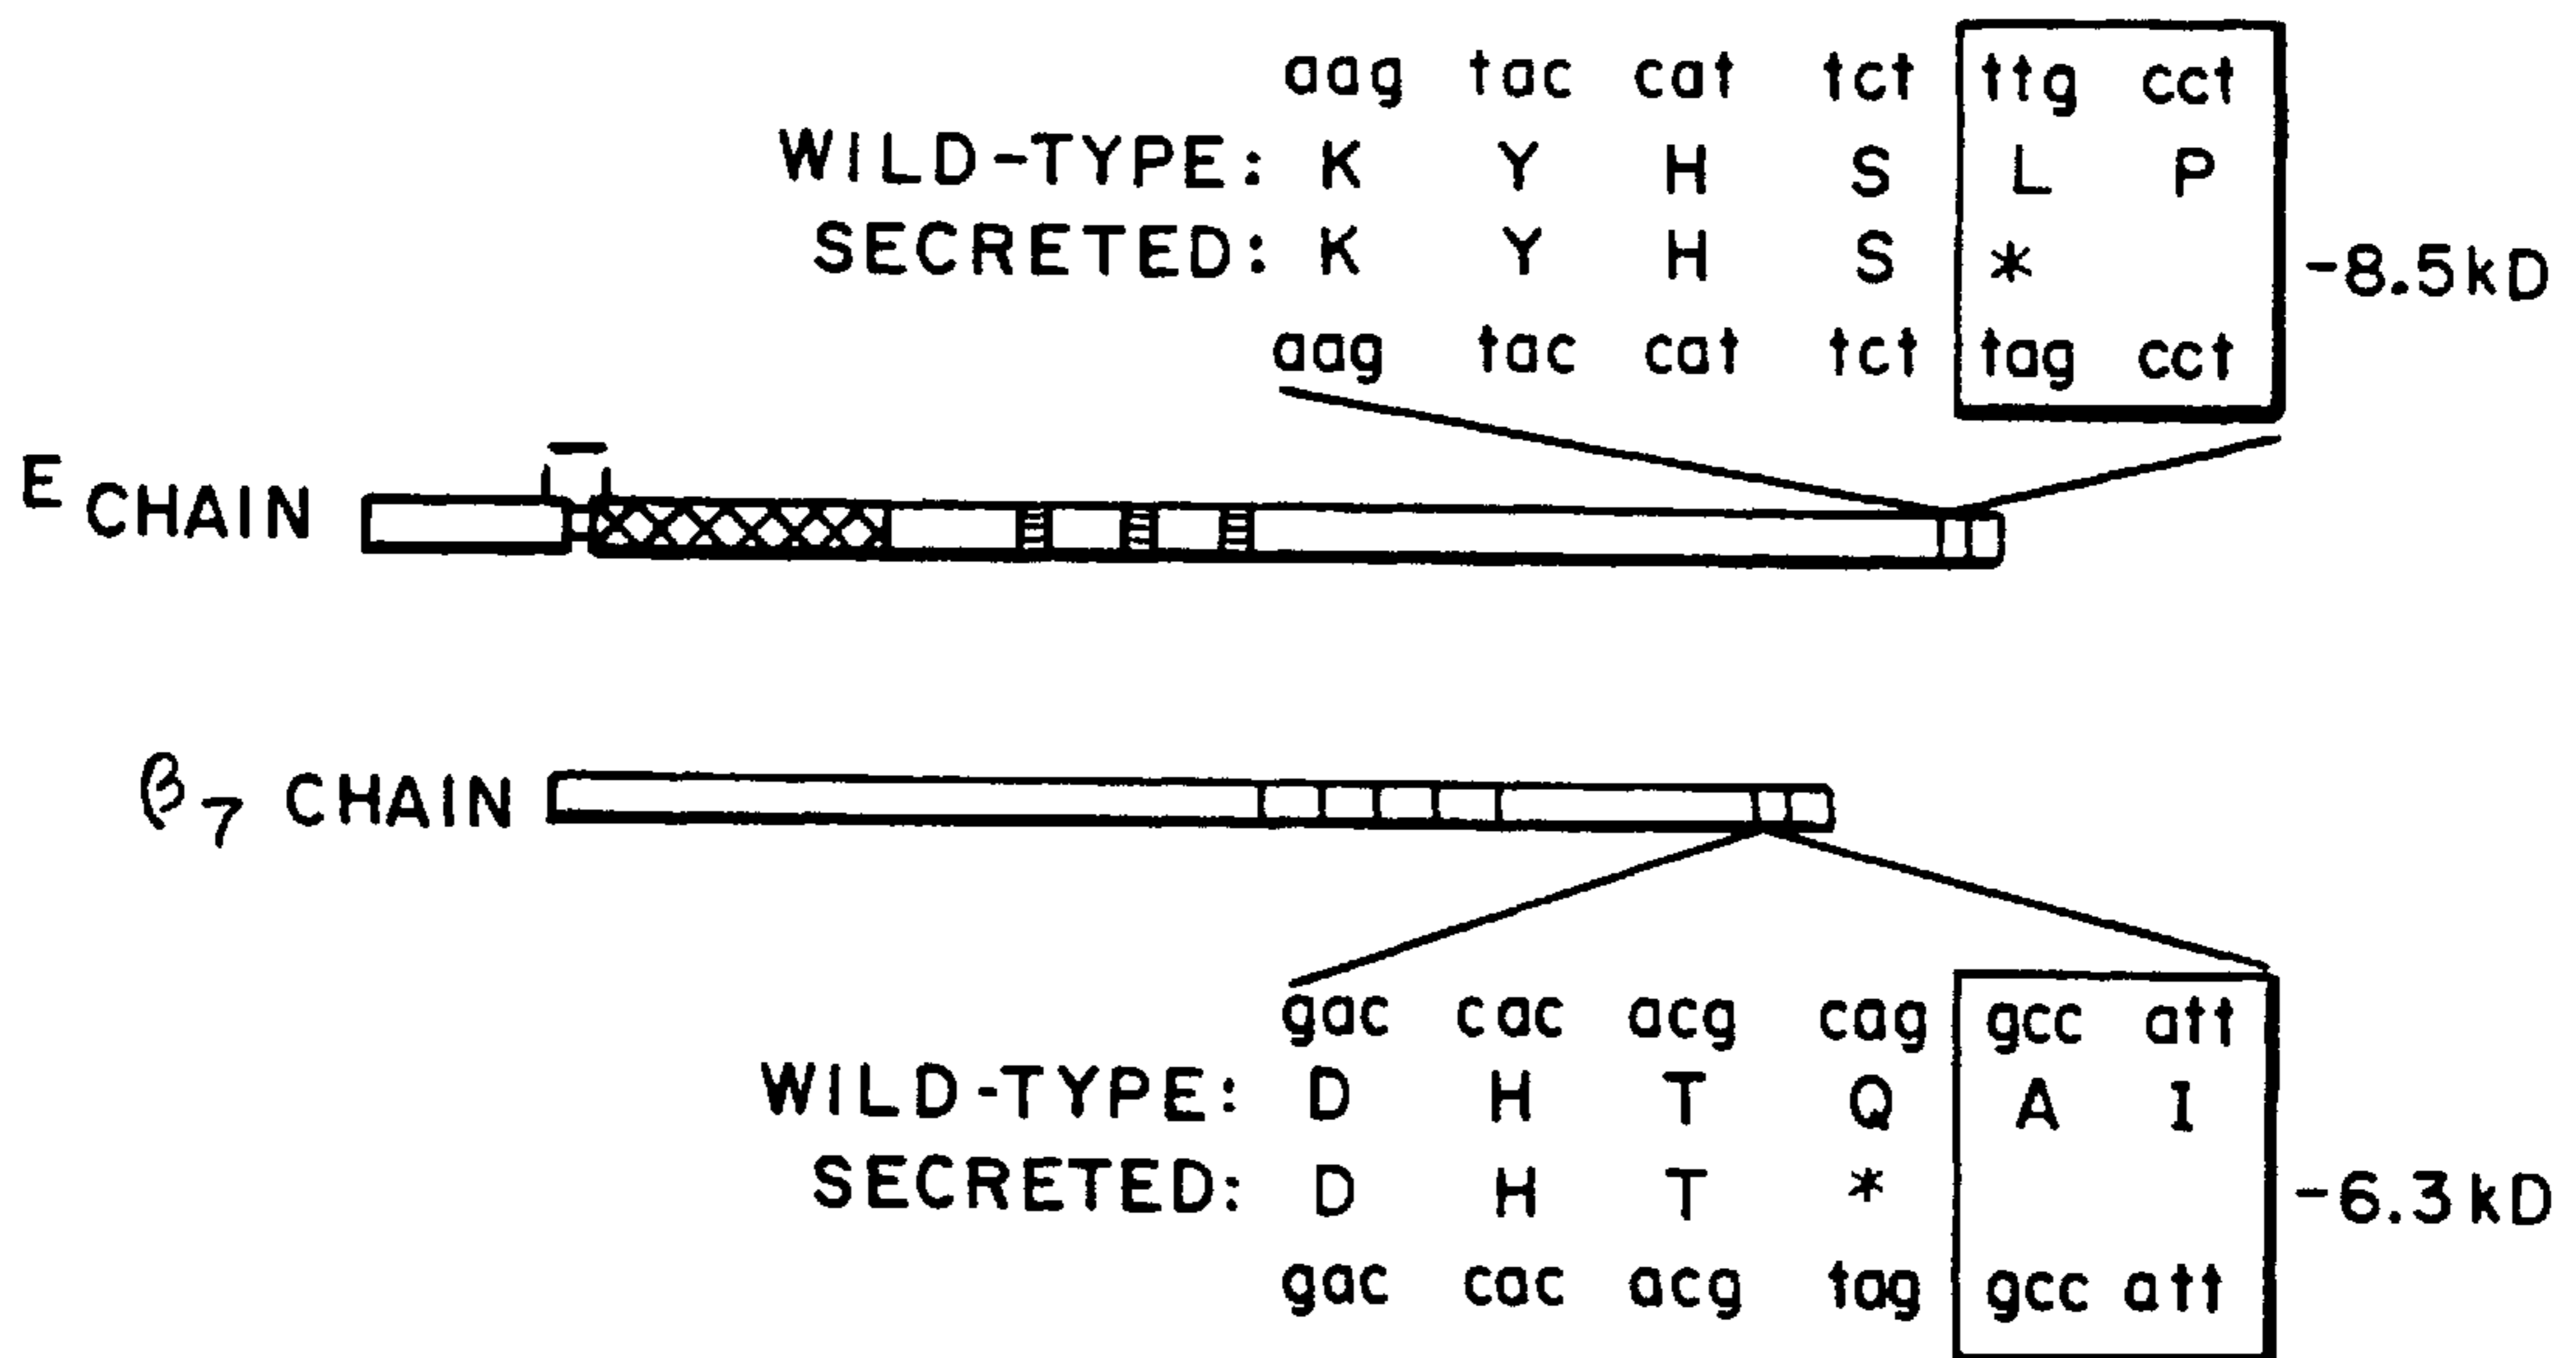 aag tac cat tct ttg cct
WILD-TYPE: K Y H S L P
SECRETED: K Y H S *
-8.5kD
aag tac cat tct tag cct
E CHAIN
β7 CHAIN
gac cac acg cag gcc att
WILD-TYPE: D H T Q A I
SECRETED: D H T *
-6.3kD
gac cac acg tag gcc att